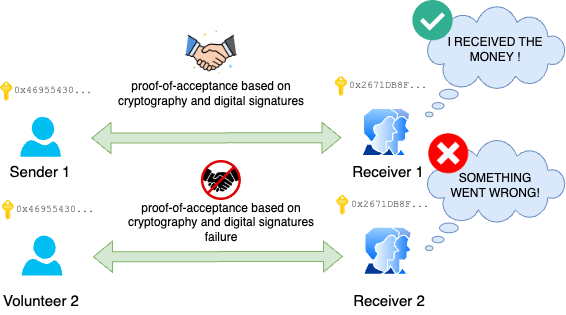 I RECEIVED THE
MONEY !
proof-of-acceptance based on
cryptography and digital signatures
0x46955430...
0x2671DB8F...
Sender 1
Receiver 1
SOMETHING
WENT WRONG!
proof-of-acceptance based on
cryptography and digital signatures
failure
0x46955430...
0x2671DB8F...
Volunteer 2
Receiver 2